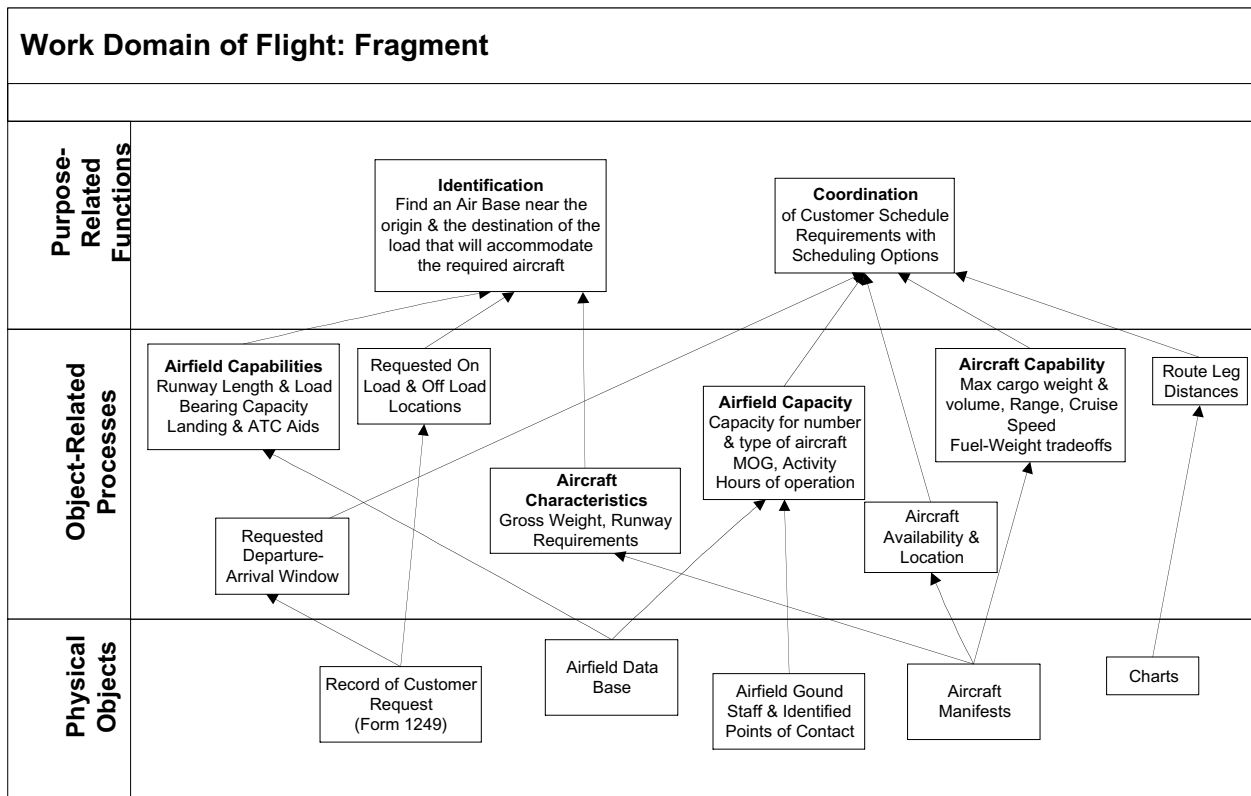 Work Domain of Flight: Fragment
Purpose-
Related
Functions
Identification
Find an Air Base near the
origin & the destination of the
load that will accommodate
the required aircraft
Coordination
of Customer Schedule
Requirements with
Scheduling Options
Object-Related
Processes
Airfield Capabilities
Runway Length & Load
Bearing Capacity
Landing & ATC Aids
Requested On
Load & Off Load
Locations
Aircraft Capability
Max cargo weight &
volume, Range, Cruise
Speed
Fuel-Weight tradeoffs
Route Leg
Distances
Airfield Capacity
Capacity for number
& type of aircraft
MOG, Activity
Hours of operation
Aircraft
Characteristics
Gross Weight, Runway
Requirements
Aircraft
Availability &
Location
Requested
Departure-
Arrival Window
Physical
Objects
Record of Customer
Request
(Form 1249)
Airfield Data
Base
Airfield Gound
Staff & Identified
Points of Contact
Aircraft
Manifests
Charts